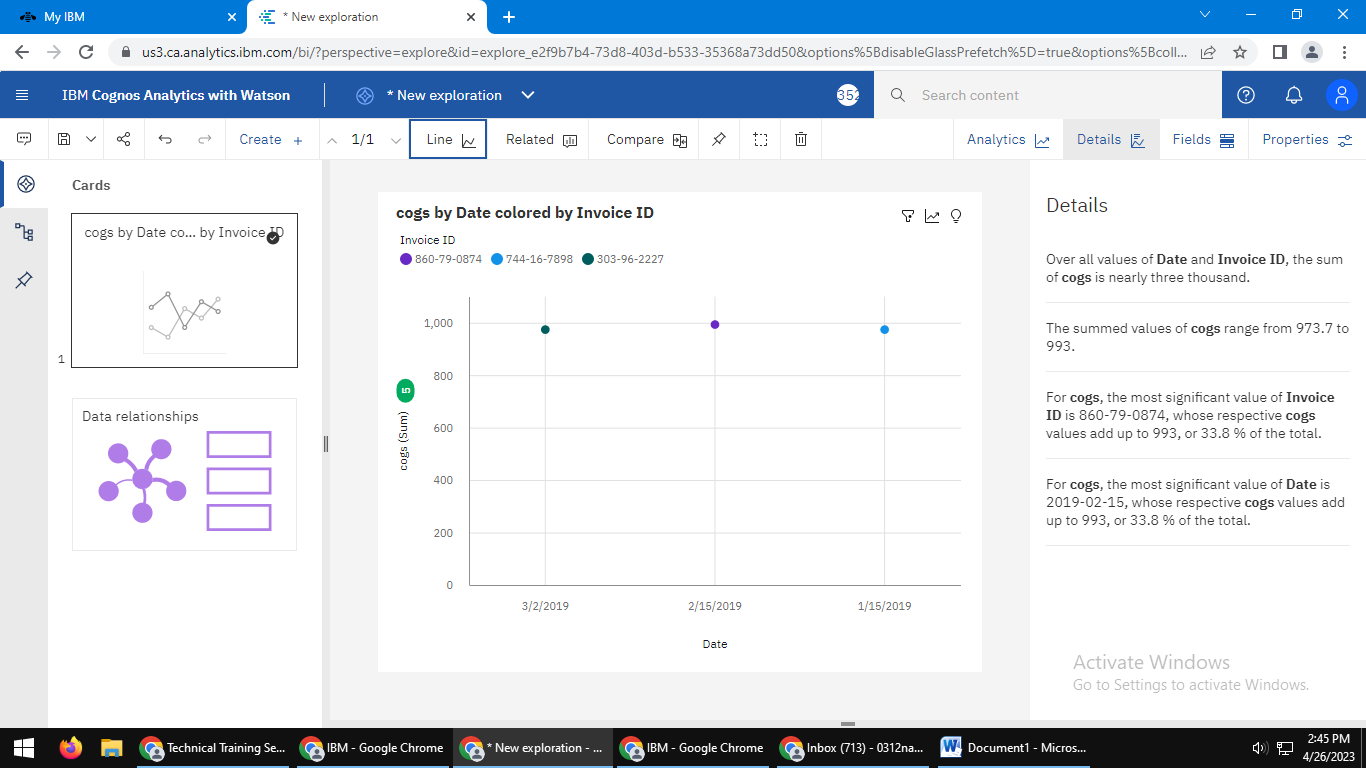 My IBM
* New exploration
us3.ca.analytics.ibm.com/bi/?perspective=explore&id=explore_e2f9b7b4-73d8-403d-b533-35368a73dd50&options%5BdisableGlassPrefetch%5D=true&options%5Bcoll...
IBM Cognos Analytics with Watson
* New exploration
352
Search content
Create
1/1
Line
Related
Compare
Analytics
Details
Fields
Properties
Cards
cogs by Date co... by Invoice ID
1
Data relationships
cogs by Date colored by Invoice ID
Invoice ID
860-79-0874
744-16-7898
303-96-2227
1,000
800
600
400
200
0
5
cogs (Sum)
3/2/2019
2/15/2019
1/15/2019
Date
Details
Over all values of Date and Invoice ID, the sum
of cogs is nearly three thousand.
The summed values of cogs range from 973.7 to
993.
For cogs, the most significant value of Invoice
ID is 860-79-0874, whose respective cogs
values add up to 993, or 33.8 % of the total.
For cogs, the most significant value of Date is
2019-02-15, whose respective cogs values add
up to 993, or 33.8 % of the total.
Activate Windows
Go to Settings to activate Windows.
Technical Training Se...
IBM - Google Chrome
* New exploration - ...
IBM - Google Chrome
Inbox (713) - 0312na...
Document1 - Micros...
2:45 PM
4/26/2023